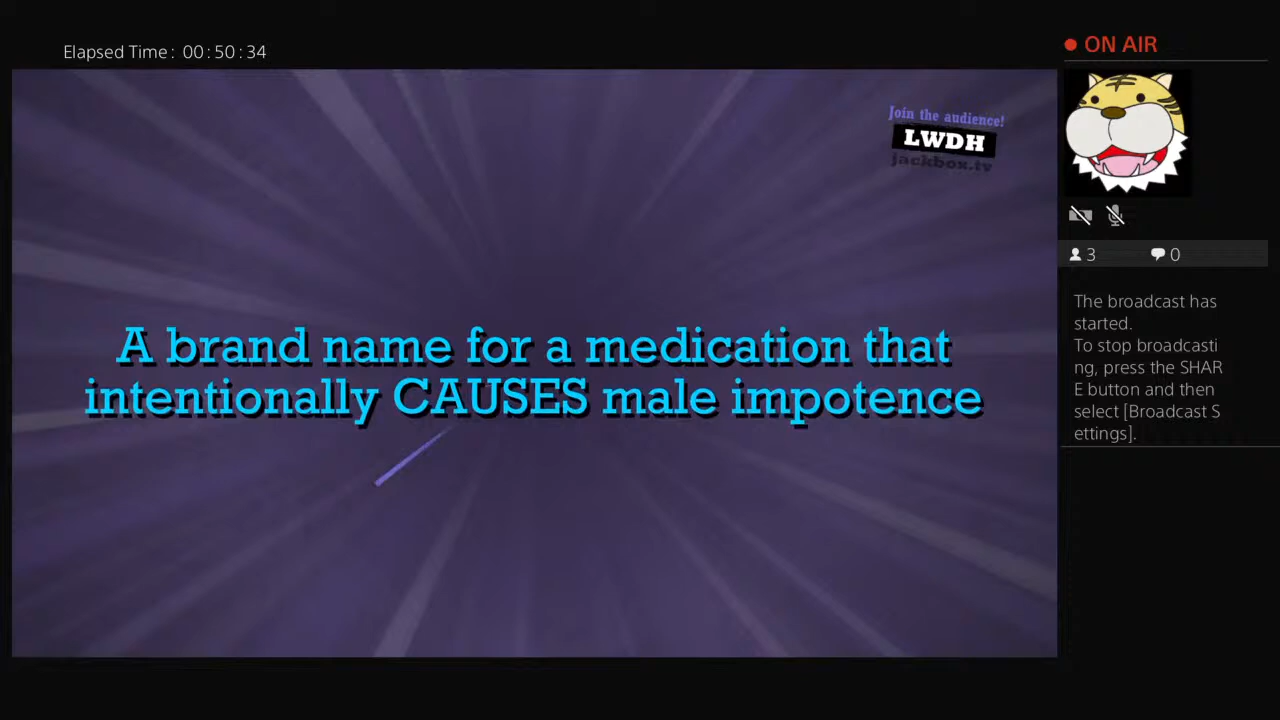 Elapsed Time: 00:50:34
ON AIR
Join the audience!
LWDH
jackbox.tv
3
0
The broadcast has
started.
To stop broadcasti
ng, press the SHAR
E button and then
select [Broadcast S
ettings].
A brand name for a medication that
intentionally CAUSES male impotence